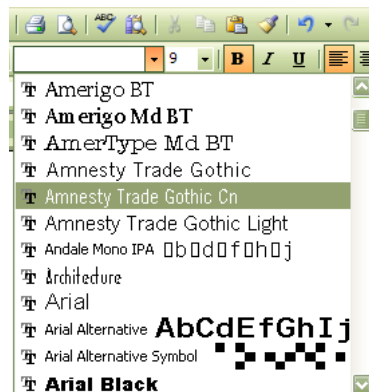 ABC
9 B I U
Amerigo BT
Amerigo Md BT
AmerType Md BT
Amnesty Trade Gothic
Amnesty Trade Gothic Cn
Amnesty Trade Gothic Light
Andale Mono IPA ▯b▯d▯f▯h▯j
Architecture
Arial
Arial Alternative AbCdEfGhIj
Arial Alternative Symbol
Arial Black